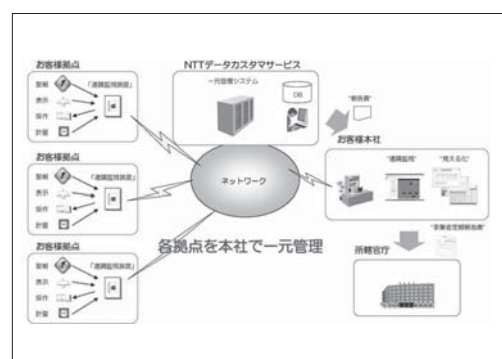 お客様拠点
警報
表示
操作
計量
「遠隔監視装置」
お客様拠点
警報
表示
操作
計量
「遠隔監視装置」
お客様拠点
警報
表示
操作
計量
「遠隔監視装置」
NTTデータカスタマサービス
一元管理システム
DB
ネットワーク
各拠点を本社で一元管理
"報告書"
お客様本社
"遠隔監視"
"見える化"
所轄官庁